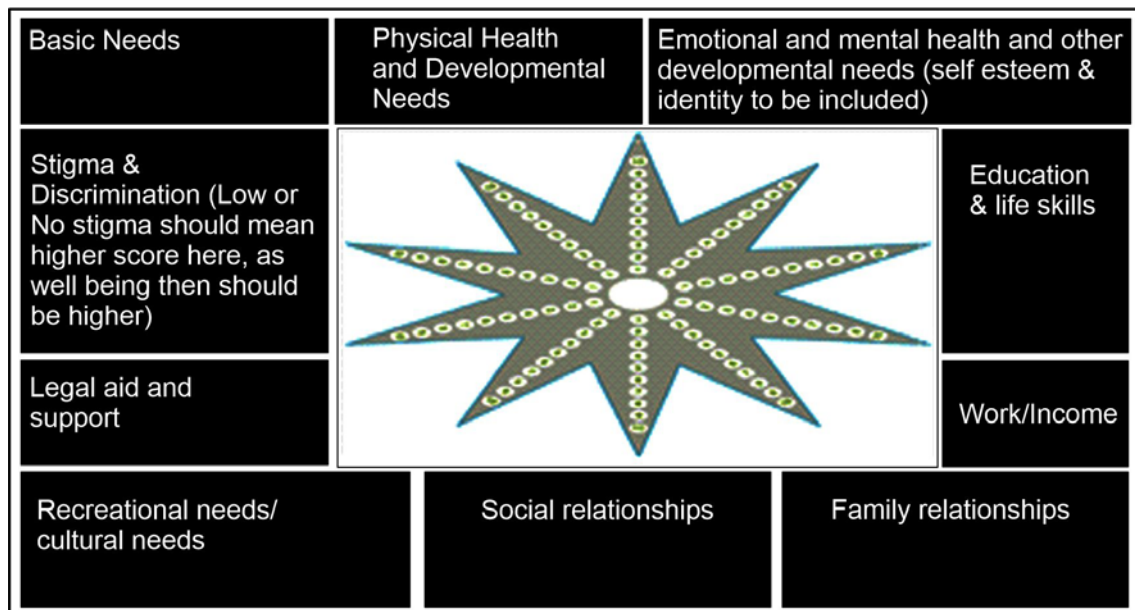 Basic Needs
Physical Health
and Developmental
Needs
Emotional and mental health and other
developmental needs (self esteem &
identity to be included)
Stigma &
Discrimination (Low or
No stigma should mean
higher score here, as
well being then should
be higher)
Education
& life skills
Legal aid and
support
Work/Income
Recreational needs/
cultural needs
Social relationships
Family relationships